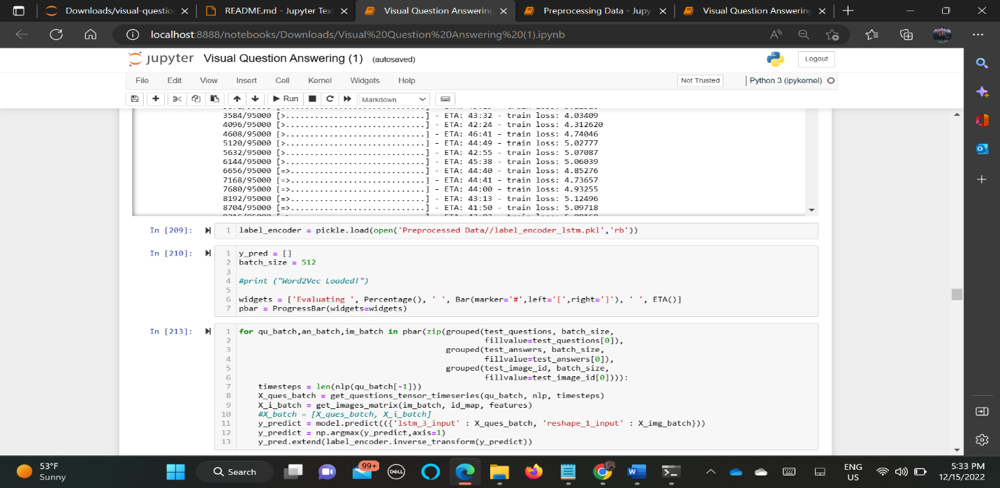 Downloads/visual-questio
README.md - Jupyter Tex
Visual Question Answering
Preprocessing Data - Jupy
Visual Question Answering
localhost:8888/notebooks/Downloads/Visual%20Question%20Answering%20(1).ipynb
jupyter Visual Question Answering (1) (autosaved)
Logout
File Edit View Insert Cell Kernel Widgets Help
Not Trusted
Python 3 (ipykernel)
Run
Markdown
3584/95000 [>.............................] - ETA: 43:32 - train loss: 4.03409
4096/95000 [>.............................] - ETA: 42:24 - train loss: 4.312620
4608/95000 [>.............................] - ETA: 46:41 - train loss: 4.74046
5120/95000 [>.............................] - ETA: 44:49 - train loss: 5.02777
5632/95000 [>.............................] - ETA: 42:55 - train loss: 5.07087
6144/95000 [>.............................] - ETA: 45:38 - train loss: 5.06039
6656/95000 [=>............................] - ETA: 44:40 - train loss: 4.85276
7168/95000 [=>............................] - ETA: 44:41 - train loss: 4.73657
7680/95000 [=>............................] - ETA: 44:00 - train loss: 4.93255
8192/95000 [=>............................] - ETA: 43:13 - train loss: 5.12496
8704/95000 [=>............................] - ETA: 41:50 - train loss: 5.09718
In [209]:
1 label_encoder = pickle.load(open('Preprocessed Data//label_encoder_lstm.pkl','rb'))
In [210]:
1 y_pred = []
2 batch_size = 512
3
4 #print ("Word2Vec Loaded!")
5
6 widgets = ['Evaluating ', Percentage(), ' ', Bar(marker='#',left='[',right=']'), ' ', ETA()]
7 pbar = ProgressBar(widgets=widgets)
In [213]:
1 for qu_batch,an_batch,im_batch in pbar(zip(grouped(test_questions, batch_size,
2 fillvalue=test_questions[0]),
3 grouped(test_answers, batch_size,
4 fillvalue=test_answers[0]),
5 grouped(test_image_id, batch_size,
6 fillvalue=test_image_id[0]))):
7 timesteps = len(nlp(qu_batch[-1]))
8 X_ques_batch = get_questions_tensor_timeseries(qu_batch, nlp, timesteps)
9 X_i_batch = get_images_matrix(im_batch, id_map, features)
10 #X_batch = [X_ques_batch, X_i_batch]
11 y_predict = model.predict(({'lstm_3_input' : X_ques_batch, 'reshape_1_input' : X_img_batch}))
12 y_predict = np.argmax(y_predict,axis=1)
13 y_pred.extend(label_encoder.inverse_transform(y_predict))
53°F
Sunny
Search
99+
DELL
ENG
US
5:33 PM
12/15/2022